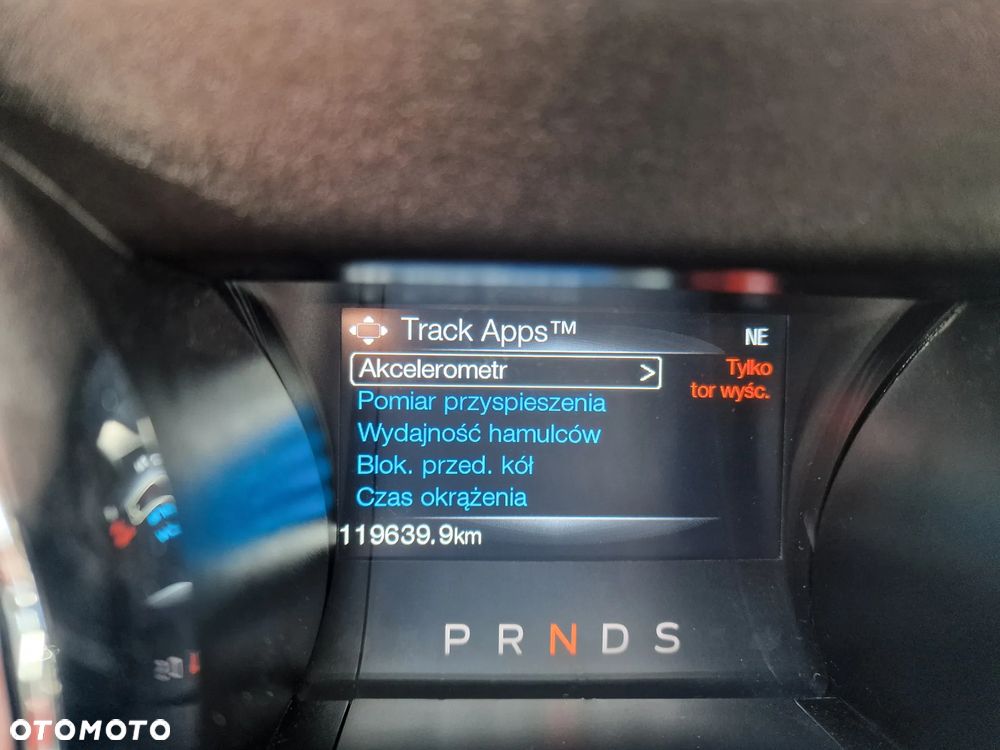 Track Apps™
NE
Akcelerometr >
Tylko
tor wyśc.
Pomiar przyspieszenia
Wydajność hamulców
Blok. przed. kół
Czas okrążenia
119639.9km
P R N D S
OTOMOTO